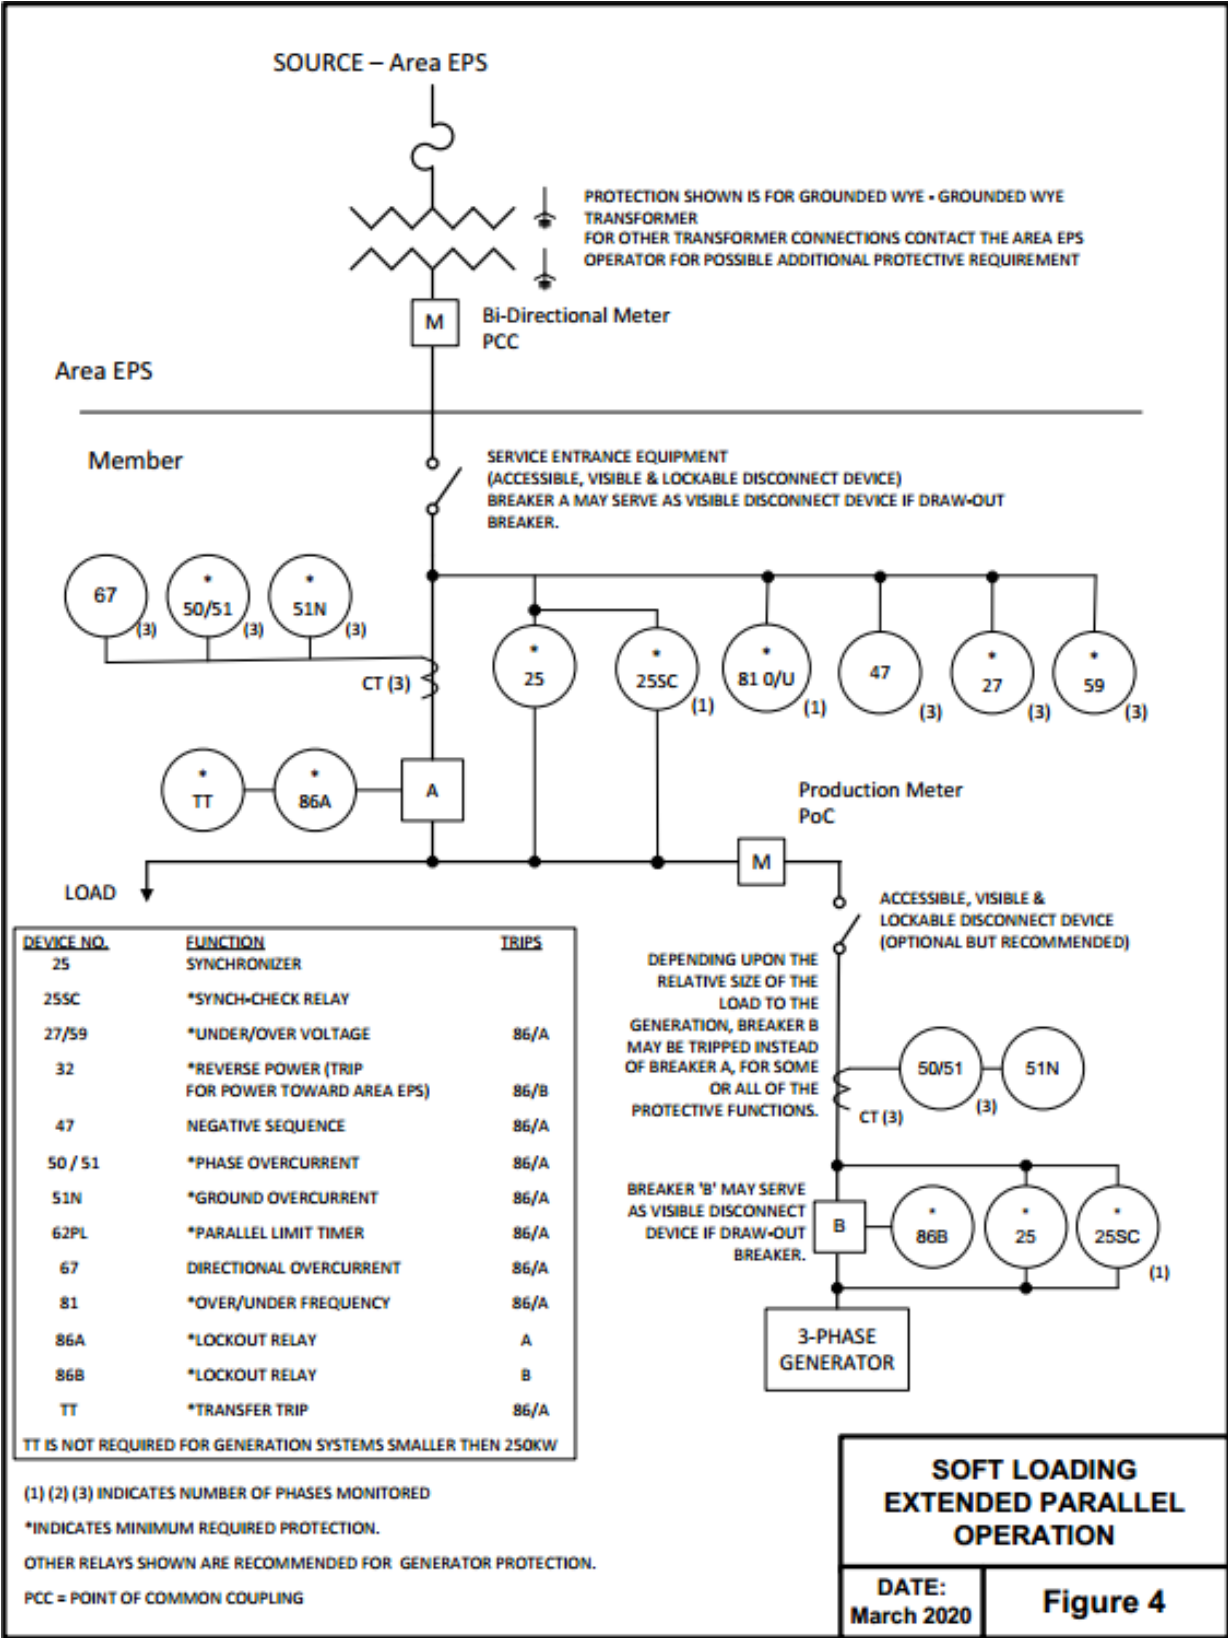 SOURCE – Area EPS
PROTECTION SHOWN IS FOR GROUNDED WYE - GROUNDED WYE
TRANSFORMER
FOR OTHER TRANSFORMER CONNECTIONS CONTACT THE AREA EPS
OPERATOR FOR POSSIBLE ADDITIONAL PROTECTIVE REQUIREMENT
M
Bi-Directional Meter
PCC
Area EPS
Member
SERVICE ENTRANCE EQUIPMENT
(ACCESSIBLE, VISIBLE & LOCKABLE DISCONNECT DEVICE)
BREAKER A MAY SERVE AS VISIBLE DISCONNECT DEVICE IF DRAW-OUT
BREAKER.
67
(3)
*
50/51
(3)
*
51N
(3)
CT (3)
*
25
*
25SC
(1)
*
81 0/U
(1)
47
(3)
*
27
(3)
*
59
(3)
*
TT
*
86A
A
Production Meter
PoC
M
LOAD
ACCESSIBLE, VISIBLE &
LOCKABLE DISCONNECT DEVICE
(OPTIONAL BUT RECOMMENDED)
DEPENDING UPON THE
RELATIVE SIZE OF THE
LOAD TO THE
GENERATION, BREAKER B
MAY BE TRIPPED INSTEAD
OF BREAKER A, FOR SOME
OR ALL OF THE
PROTECTIVE FUNCTIONS.
50/51
(3)
51N
CT (3)
BREAKER 'B' MAY SERVE
AS VISIBLE DISCONNECT
DEVICE IF DRAW-OUT
BREAKER.
B
*
86B
*
25
*
25SC
(1)
3-PHASE
GENERATOR
DEVICE NO. FUNCTION TRIPS
25 SYNCHRONIZER
25SC *SYNCH-CHECK RELAY
27/59 *UNDER/OVER VOLTAGE 86/A
32 *REVERSE POWER (TRIP
FOR POWER TOWARD AREA EPS) 86/B
47 NEGATIVE SEQUENCE 86/A
50 / 51 *PHASE OVERCURRENT 86/A
51N *GROUND OVERCURRENT 86/A
62PL *PARALLEL LIMIT TIMER 86/A
67 DIRECTIONAL OVERCURRENT 86/A
81 *OVER/UNDER FREQUENCY 86/A
86A *LOCKOUT RELAY A
86B *LOCKOUT RELAY B
TT *TRANSFER TRIP 86/A
TT IS NOT REQUIRED FOR GENERATION SYSTEMS SMALLER THEN 250KW
(1) (2) (3) INDICATES NUMBER OF PHASES MONITORED
*INDICATES MINIMUM REQUIRED PROTECTION.
OTHER RELAYS SHOWN ARE RECOMMENDED FOR GENERATOR PROTECTION.
PCC = POINT OF COMMON COUPLING
SOFT LOADING
EXTENDED PARALLEL
OPERATION
DATE:
March 2020
Figure 4